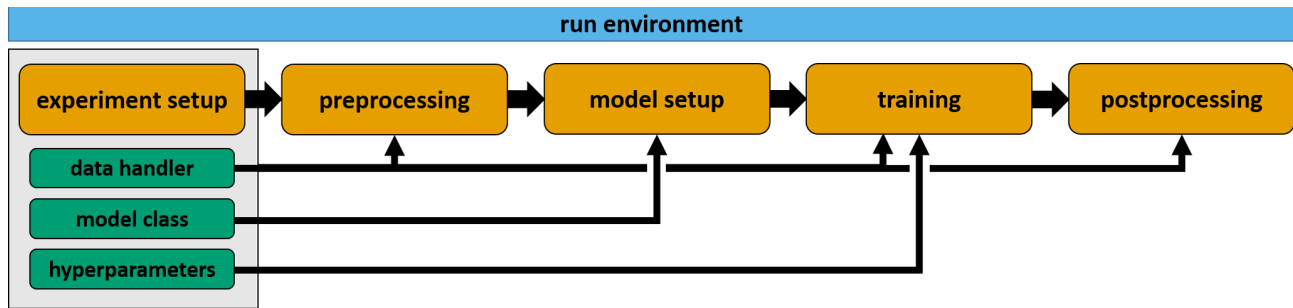 run environment
experiment setup
preprocessing
model setup
training
postprocessing
data handler
model class
hyperparameters